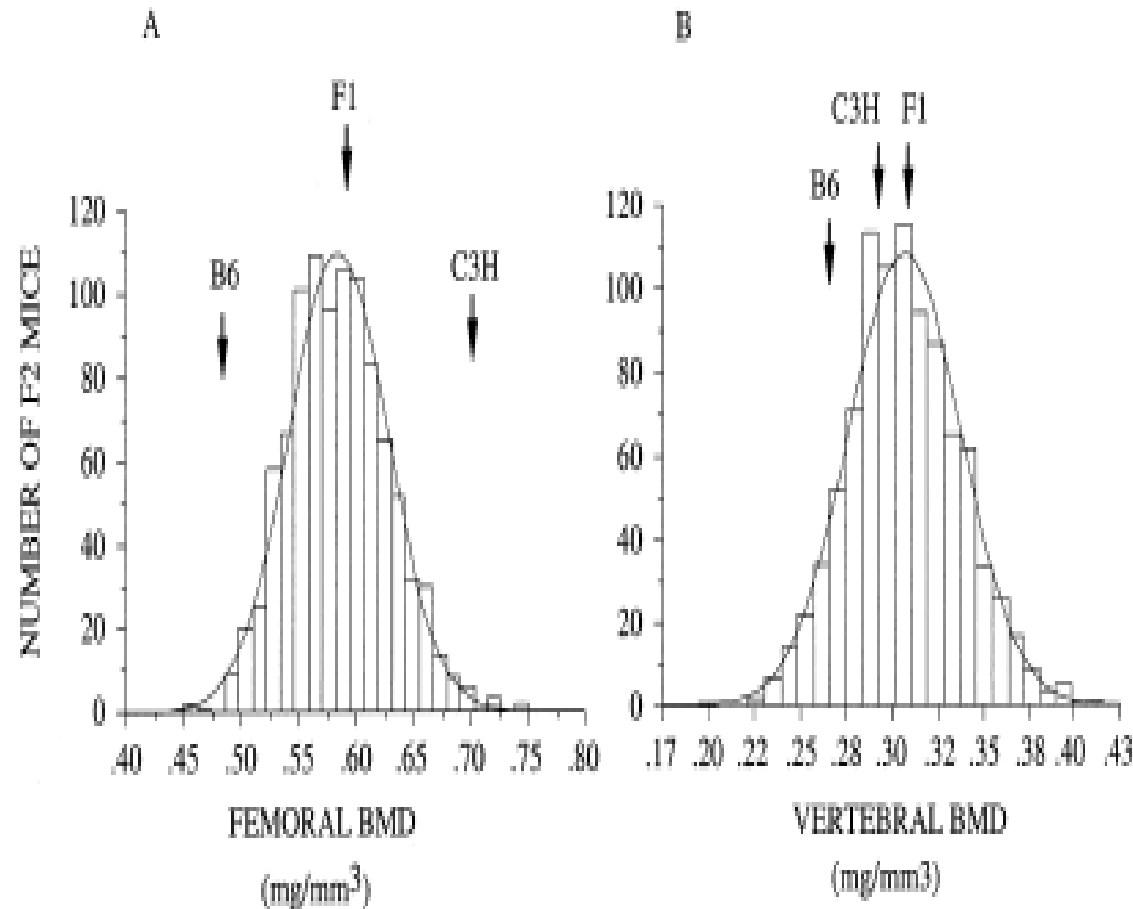 A
B
F1
C3H F1
B6
B6
C3H
NUMBER OF F2 MICE
120
100
80
60
40
20
0
120
100
80
60
40
20
0
.40 .45 .50 .55 .60 .65 .70 .75 .80
.17 .20 .22 .25 .28 .30 .32 .35 .38 .40 .43
FEMORAL BMD
(mg/mm³)
VERTEBRAL BMD
(mg/mm3)